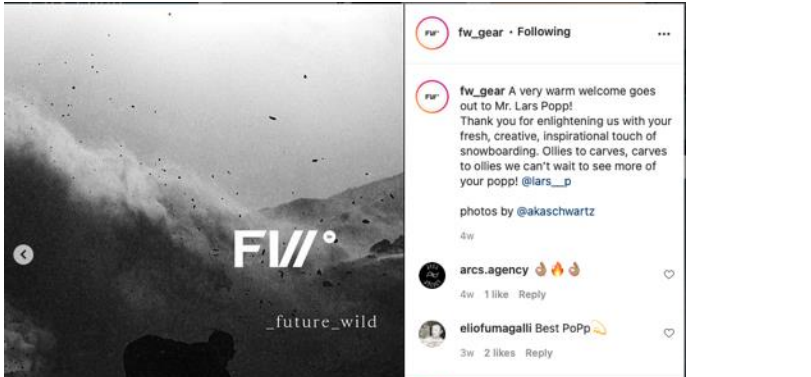 FW°
_future_wild
fw_gear • Following
fw_gear A very warm welcome goes
out to Mr. Lars Popp!
Thank you for enlightening us with your
fresh, creative, inspirational touch of
snowboarding. Ollies to carves, carves
to ollies we can't wait to see more of
your popp! @lars__p
photos by @akaschwartz
4w
arcs.agency 👌🏽🔥👌🏽
4w 1 like Reply
eliofumagalli Best PoPp💫
3w 2 likes Reply